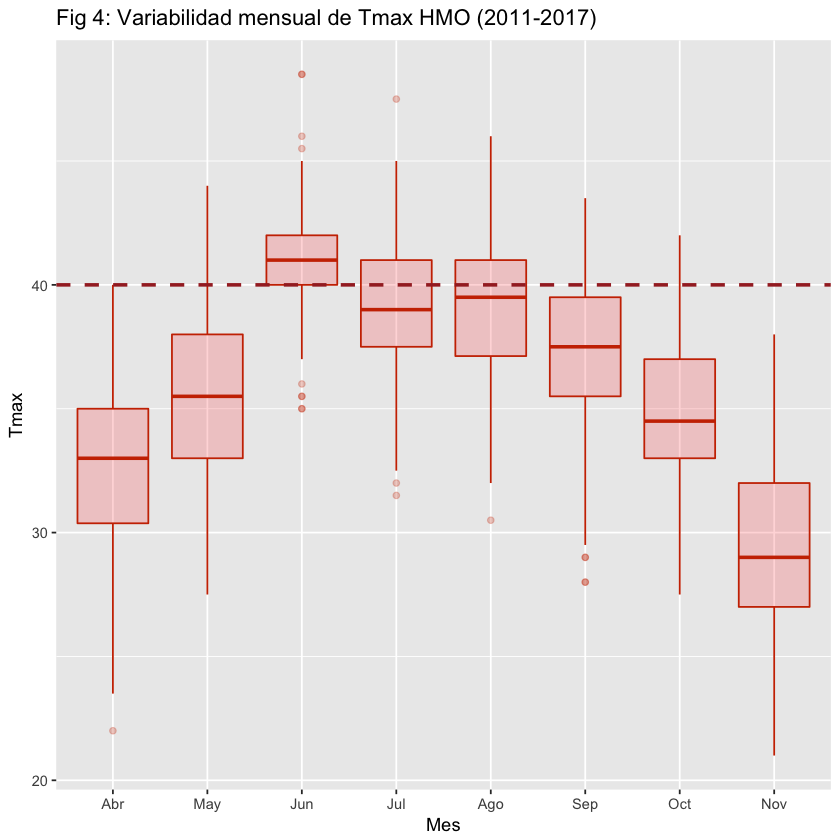 Fig 4: Variabilidad mensual de Tmax HMO (2011-2017)
Tmax
40
30
20
Abr May Jun Jul Ago Sep Oct Nov
Mes